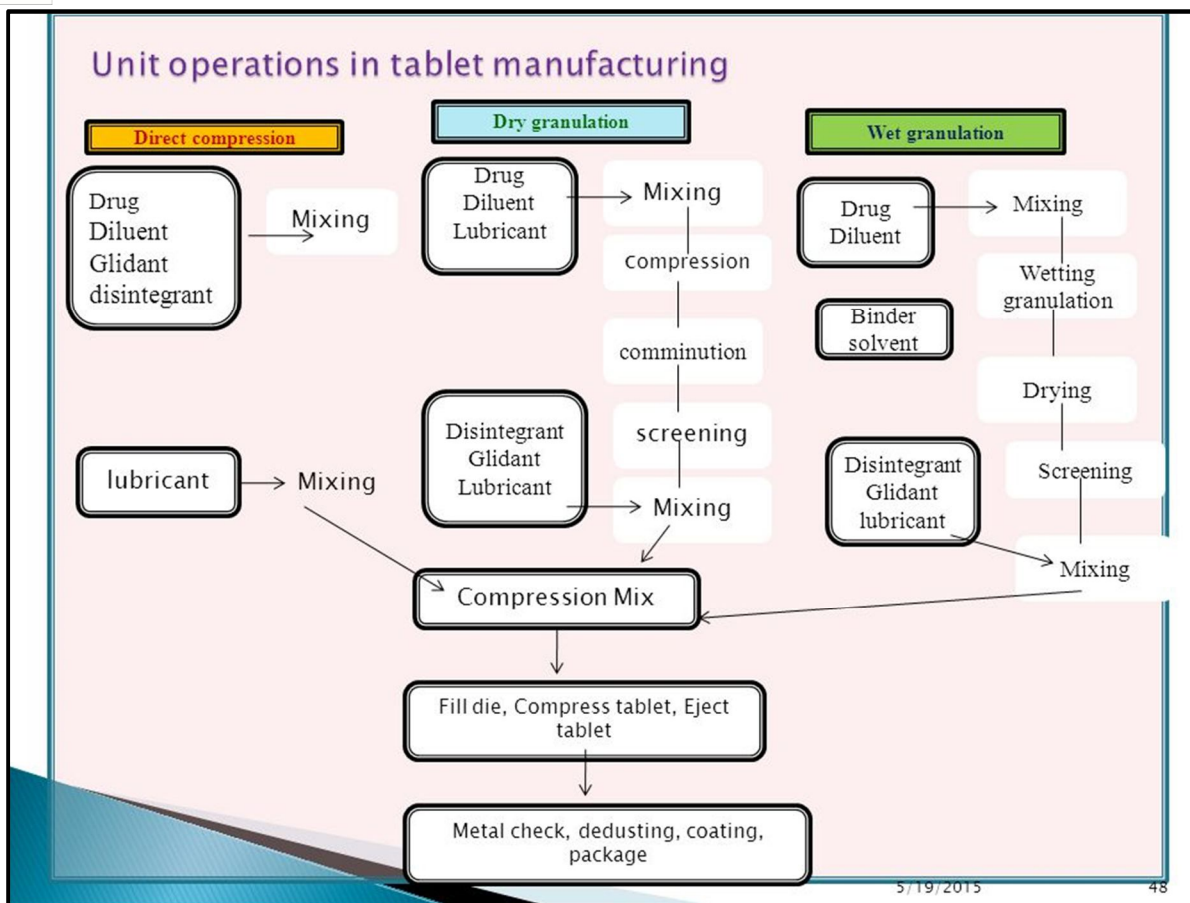 Unit operations in tablet manufacturing
Direct compression
Drug
Diluent
Glidant
disintegrant
Mixing
lubricant
Mixing
Dry granulation
Drug
Diluent
Lubricant
Mixing
compression
comminution
screening
Disintegrant
Glidant
Lubricant
Mixing
Wet granulation
Drug
Diluent
Mixing
Wetting
granulation
Binder
solvent
Drying
Screening
Disintegrant
Glidant
lubricant
Mixing
Compression Mix
Fill die, Compress tablet, Eject
tablet
Metal check, dedusting, coating,
package
5/19/2015
48